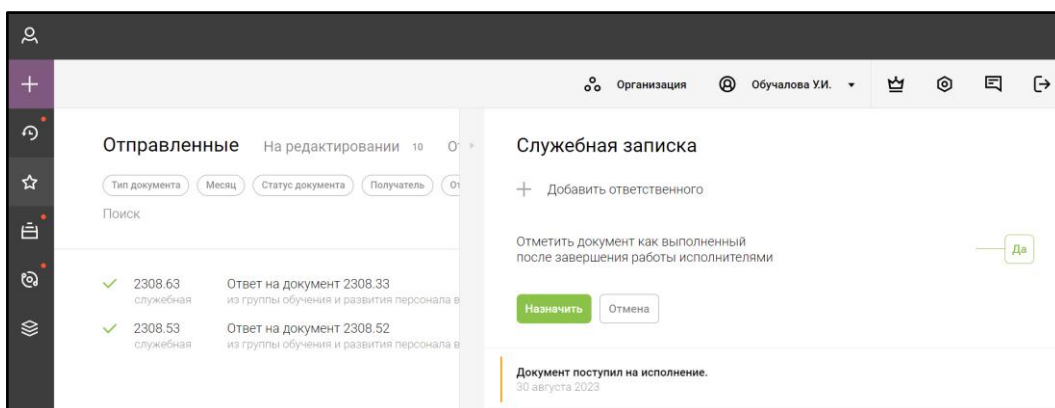 Организация
Обучалова У.И.
Отправленные
На редактировании 10
Тип документа
Месяц
Статус документа
Получатель
Поиск
2308.63
служебная
Ответ на документ 2308.33
из группы обучения и развития персонала в
2308.53
служебная
Ответ на документ 2308.52
из группы обучения и развития персонала в
Служебная записка
Добавить ответственного
Отметить документ как выполненный
после завершения работы исполнителями
Да
Назначить
Отмена
Документ поступил на исполнение.
30 августа 2023